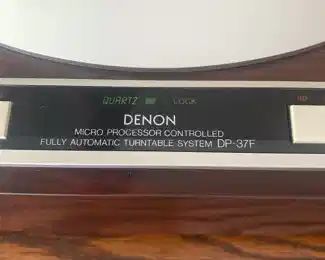 QUARTZ LOCK
DENON
MICRO PROCESSOR CONTROLLED
FULLY AUTOMATIC TURNTABLE SYSTEM DP-37F